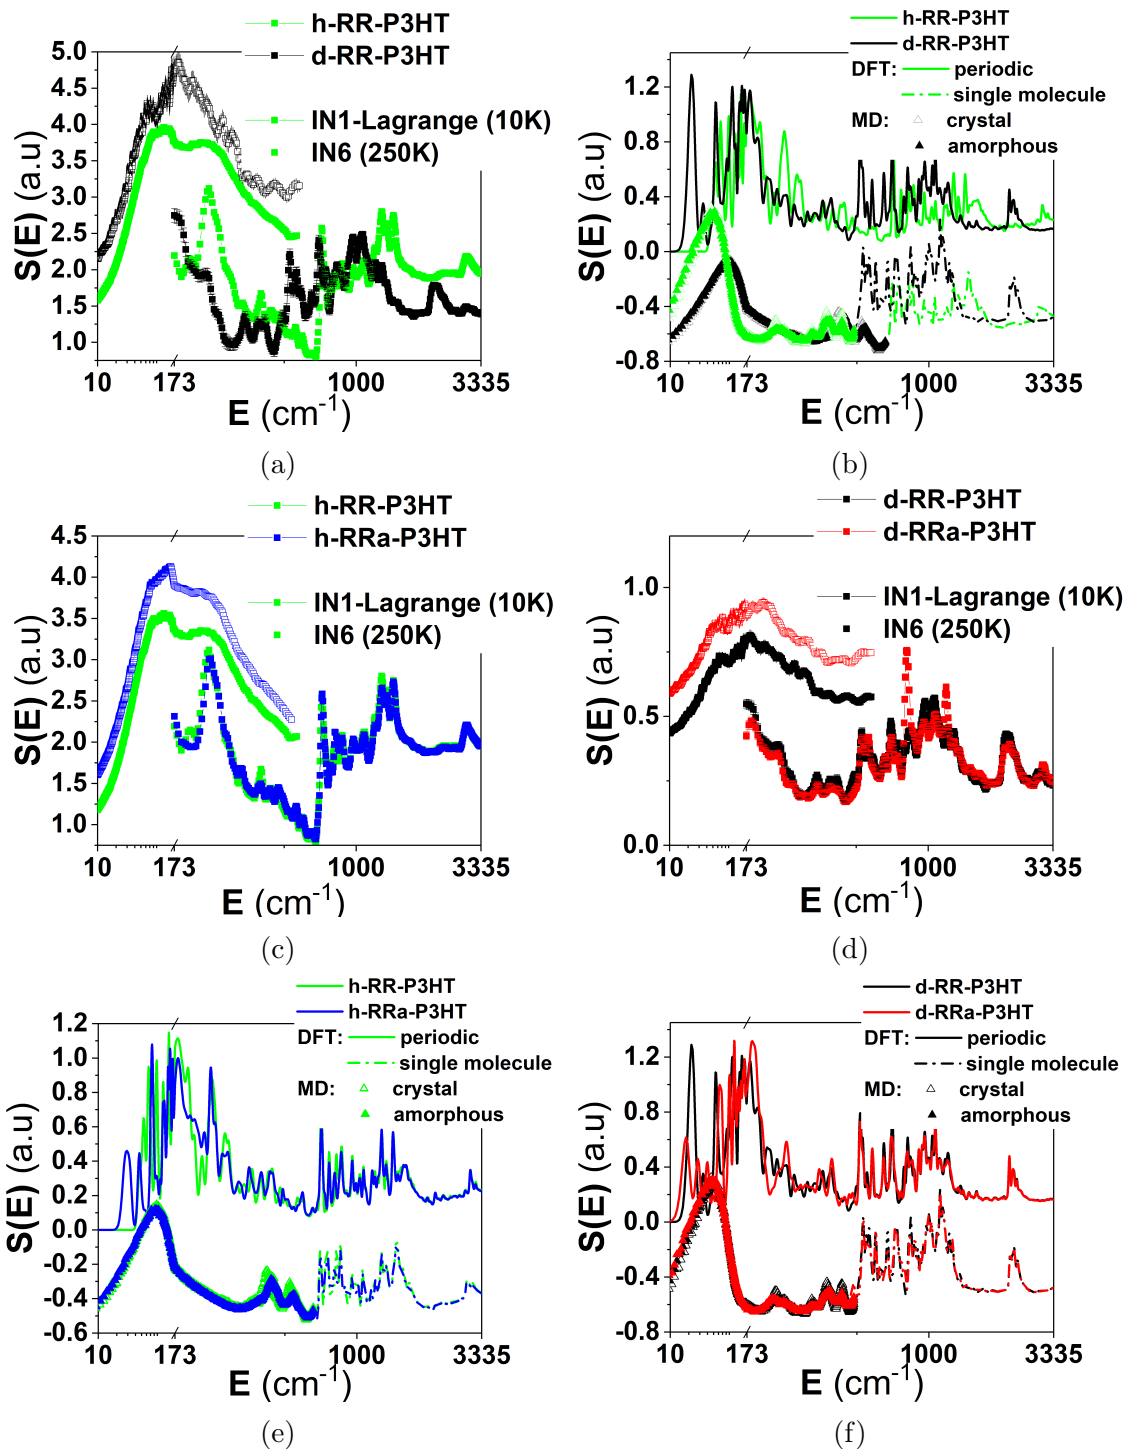 h-RR-P3HT
d-RR-P3HT
IN1-Lagrange (10K)
IN6 (250K)
5.0
4.5
4.0
3.5
3.0
2.5
2.0
1.5
1.0
S(E) (a.u)
10 173 1000 3335
E (cm-1)
(a)
h-RR-P3HT
d-RR-P3HT
DFT: periodic
single molecule
MD: crystal
amorphous
1.2
0.8
0.4
0.0
-0.4
-0.8
S(E) (a.u)
10 173 1000 3335
E (cm-1)
(b)
h-RR-P3HT
h-RRa-P3HT
IN1-Lagrange (10K)
IN6 (250K)
4.5
4.0
3.5
3.0
2.5
2.0
1.5
1.0
S(E) (a.u)
10 173 1000 3335
E (cm-1)
(c)
d-RR-P3HT
d-RRa-P3HT
IN1-Lagrange (10K)
IN6 (250K)
1.0
0.5
0.0
S(E) (a.u)
10 173 1000 3335
E (cm-1)
(d)
h-RR-P3HT
h-RRa-P3HT
DFT: periodic
single molecule
MD: crystal
amorphous
1.2
1.0
0.8
0.6
0.4
0.2
0.0
-0.2
-0.4
-0.6
S(E) (a.u)
10 173 1000 3335
E (cm-1)
(e)
d-RR-P3HT
d-RRa-P3HT
DFT: periodic
single molecule
MD: crystal
amorphous
1.2
0.8
0.4
0.0
-0.4
-0.8
S(E) (a.u)
10 173 1000 3335
E (cm-1)
(f)